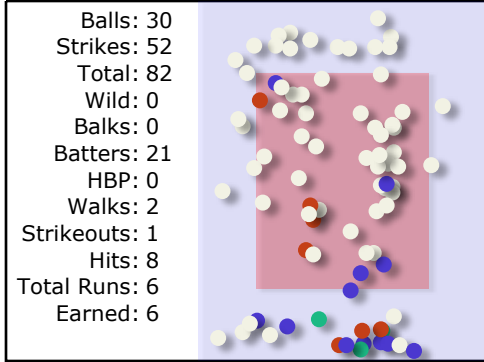 Balls: 30
Strikes: 52
Total: 82
Wild: 0
Balks: 0
Batters: 21
HBP: 0
Walks: 2
Strikeouts: 1
Hits: 8
Total Runs: 6
Earned: 6